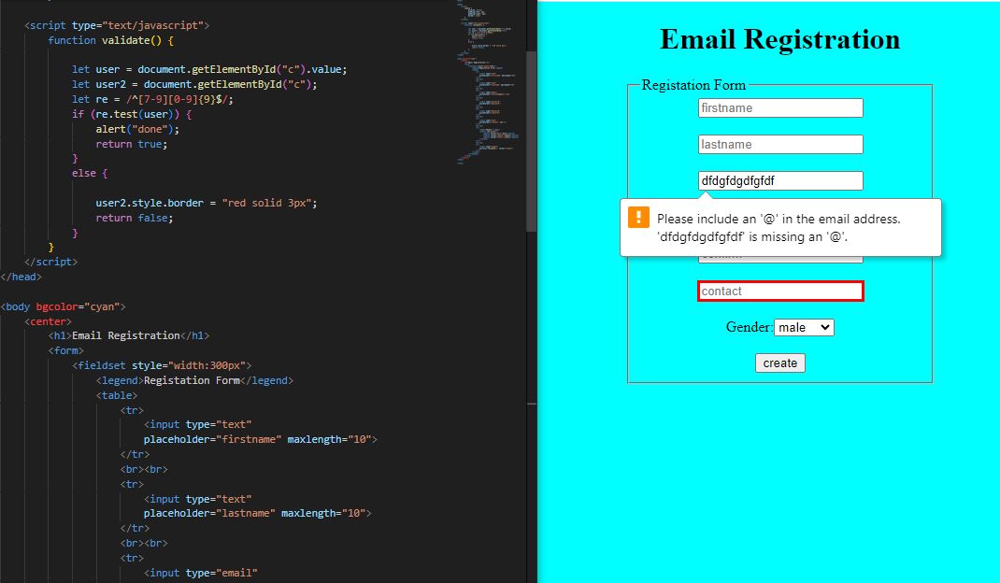 <script type="text/javascript">
function validate() {
let user = document.getElementById("c").value;
let user2 = document.getElementById("c");
let re = /^[7-9][0-9]{9}$/;
if (re.test(user)) {
alert("done");
return true;
}
else {
user2.style.border = "red solid 3px";
return false;
}
}
</script>
</head>
<body bgcolor="cyan">
<center>
<h1>Email Registration</h1>
<form>
<fieldset style="width:300px">
<legend>Registation Form</legend>
<table>
<tr>
<input type="text"
placeholder="firstname" maxlength="10">
</tr>
<br><br>
<tr>
<input type="text"
placeholder="lastname" maxlength="10">
</tr>
<br><br>
<tr>
<input type="email"
Email Registration
Registation Form
firstname
lastname
dfdgfdgdfgfdf
Please include an '@' in the email address.
'dfdgfdgdfgfdf' is missing an '@'.
contact
Gender: male
create